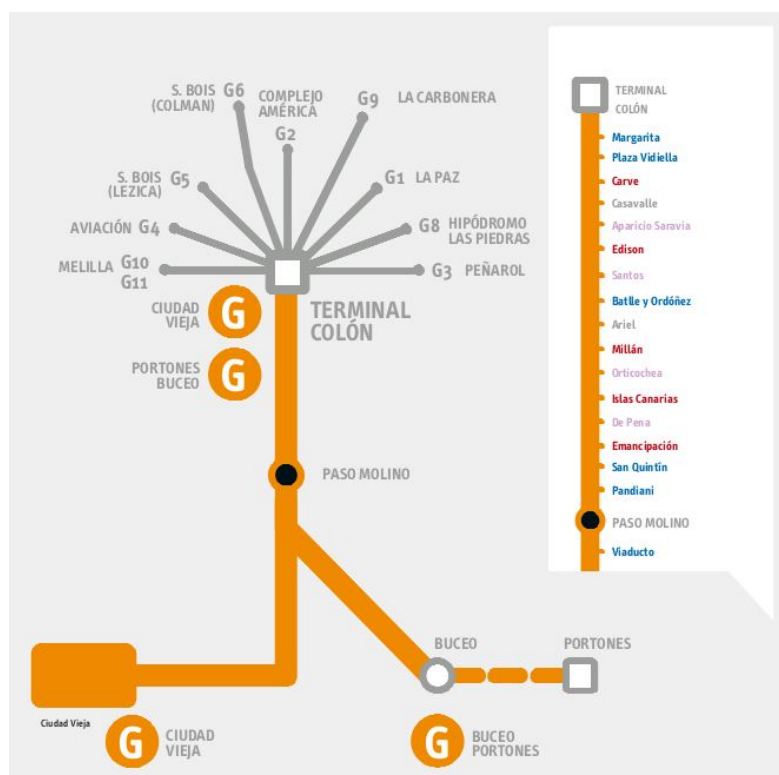 S. BOIS G6
(COLMAN)
COMPLEJO
AMÉRICA
G2
G9 LA CARBONERA
S. BOIS G5
(LEZICA)
G1 LA PAZ
AVIACIÓN G4
G8 HIPÓDROMO
LAS PIEDRAS
MELILLA G10
G11
G3 PEÑAROL
CIUDAD
VIEJA
G
TERMINAL
COLÓN
PORTONES
BUCEO
G
PASO MOLINO
BUCEO
PORTONES
Ciudad Vieja
G
CIUDAD
VIEJA
G
BUCEO
PORTONES
TERMINAL
COLÓN
Margarita
Plaza Vidiella
Carve
Casavalle
Aparicio Saravia
Edison
Santos
Batlle y Ordóñez
Ariel
Millán
Orticochea
Islas Canarias
De Pena
Emancipación
San Quintín
Pandiani
PASO MOLINO
Viaducto